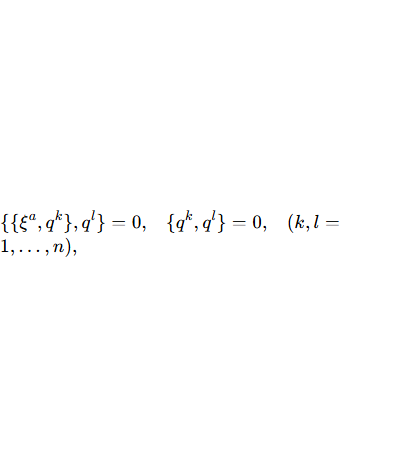 {{ξ^a, q^k}, q^l} = 0, {q^k, q^l} = 0, (k, l =
1, ..., n),